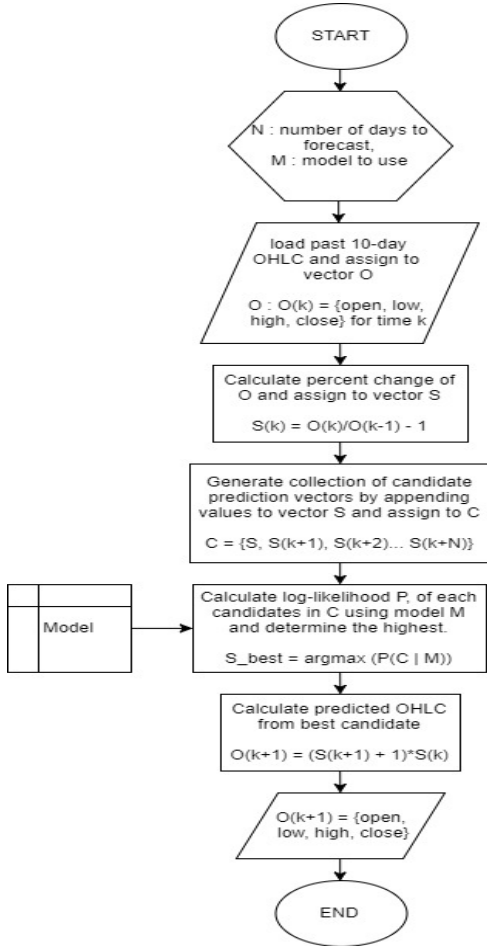 START
N : number of days to
forecast,
M : model to use
load past 10-day
OHLC and assign to
vector O
O : O(k) = {open, low,
high, close} for time k
Calculate percent change of
O and assign to vector S
S(k) = O(k)/O(k-1) - 1
Generate collection of candidate
prediction vectors by appending
values to vector S and assign to C
C = {S, S(k+1), S(k+2)... S(k+N)}
Model
Calculate log-likelihood P, of each
candidates in C using model M
and determine the highest.
S_best = argmax (P(C | M))
Calculate predicted OHLC
from best candidate
O(k+1) = (S(k+1) + 1)*S(k)
O(k+1) = {open,
low, high, close}
END